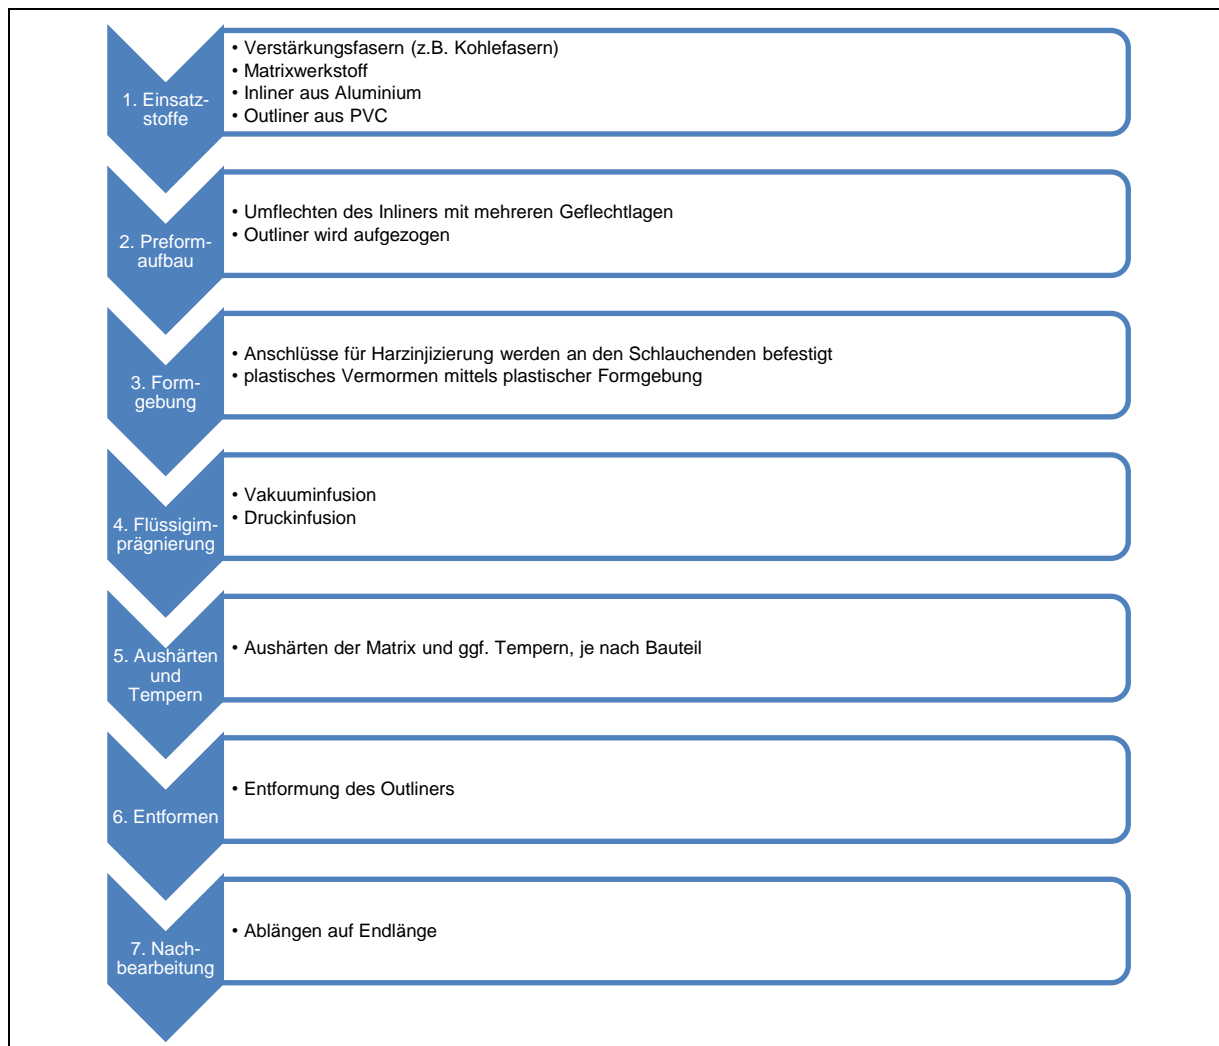 1. Einsatz-
stoffe
• Verstärkungsfasern (z.B. Kohlefasern)
• Matrixwerkstoff
• Inliner aus Aluminium
• Outliner aus PVC
2. Preform-
aufbau
• Umflechten des Inliners mit mehreren Geflechtlagen
• Outliner wird aufgezogen
3. Form-
gebung
• Anschlüsse für Harzinjizierung werden an den Schlauchenden befestigt
• plastisches Vermormen mittels plastischer Formgebung
4. Flüssigim-
prägnierung
• Vakuuminfusion
• Druckinfusion
5. Aushärten
und
Tempern
• Aushärten der Matrix und ggf. Tempern, je nach Bauteil
6. Entformen
• Entformung des Outliners
7. Nach-
bearbeitung
• Ablängen auf Endlänge